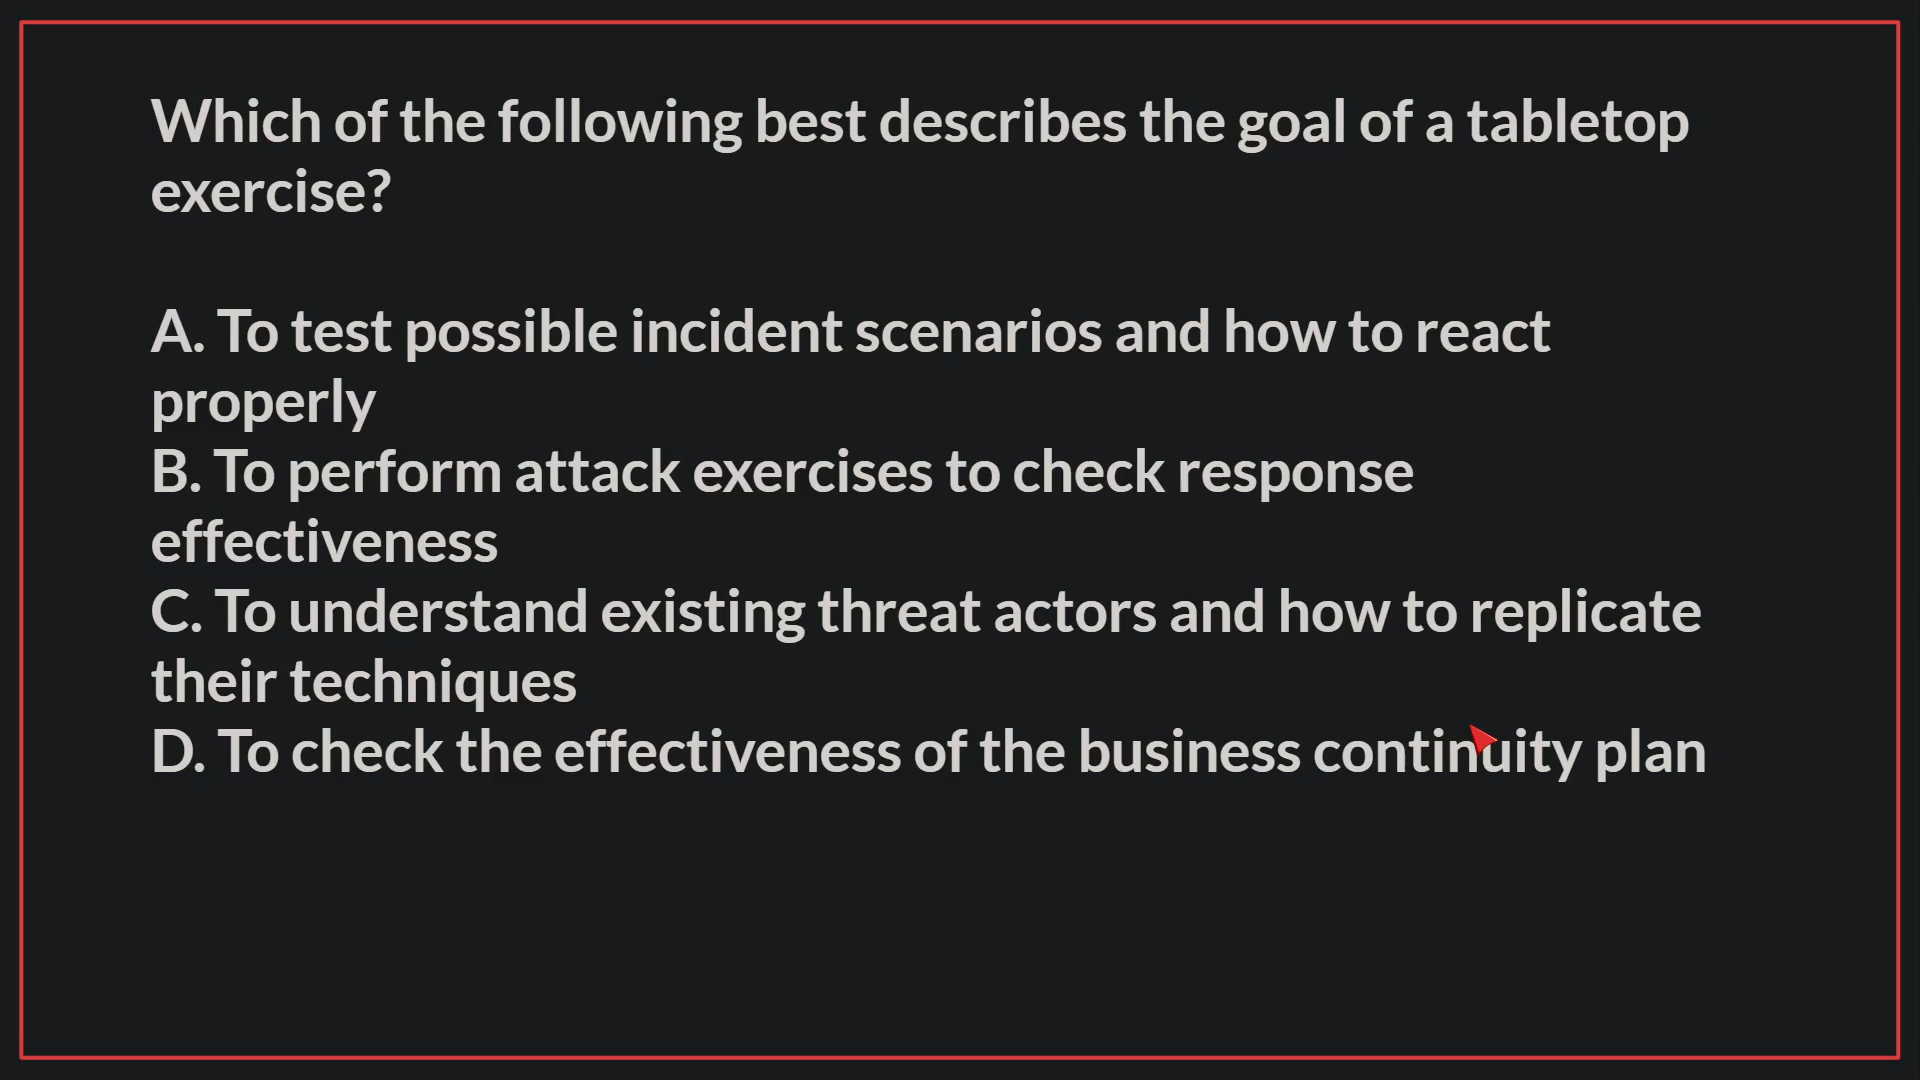 Which of the following best describes the goal of a tabletop
exercise?
A. To test possible incident scenarios and how to react
properly
B. To perform attack exercises to check response
effectiveness
C. To understand existing threat actors and how to replicate
their techniques
D. To check the effectiveness of the business continuity plan